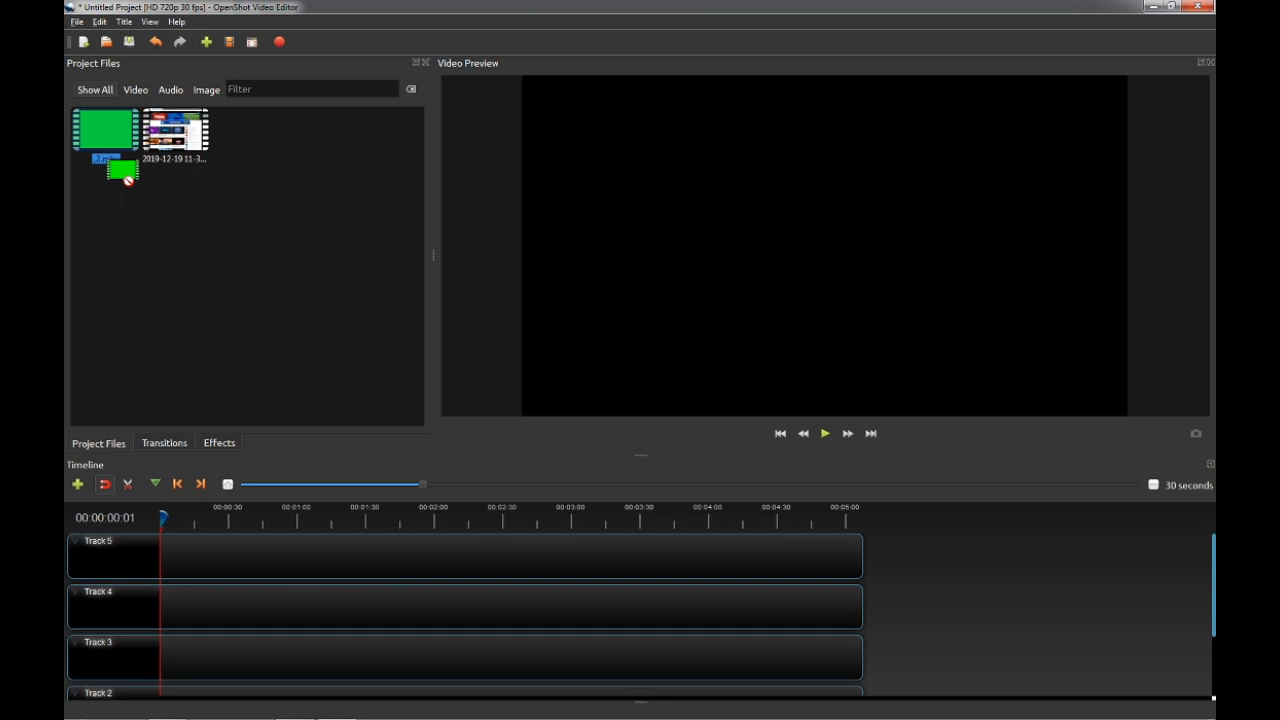 * Untitled Project [HD 720p 30 fps] - OpenShot Video Editor
File Edit Title View Help
Project Files
Video Preview
Show All Video Audio Image Filter
2019-12-19 11-3...
Project Files Transitions Effects
Timeline
30 seconds
00:00:00:01
00:00:30 00:01:00 00:01:30 00:02:00 00:02:30 00:03:00 00:03:30 00:04:00 00:04:30 00:05:00
Track 5
Track 4
Track 3
Track 2